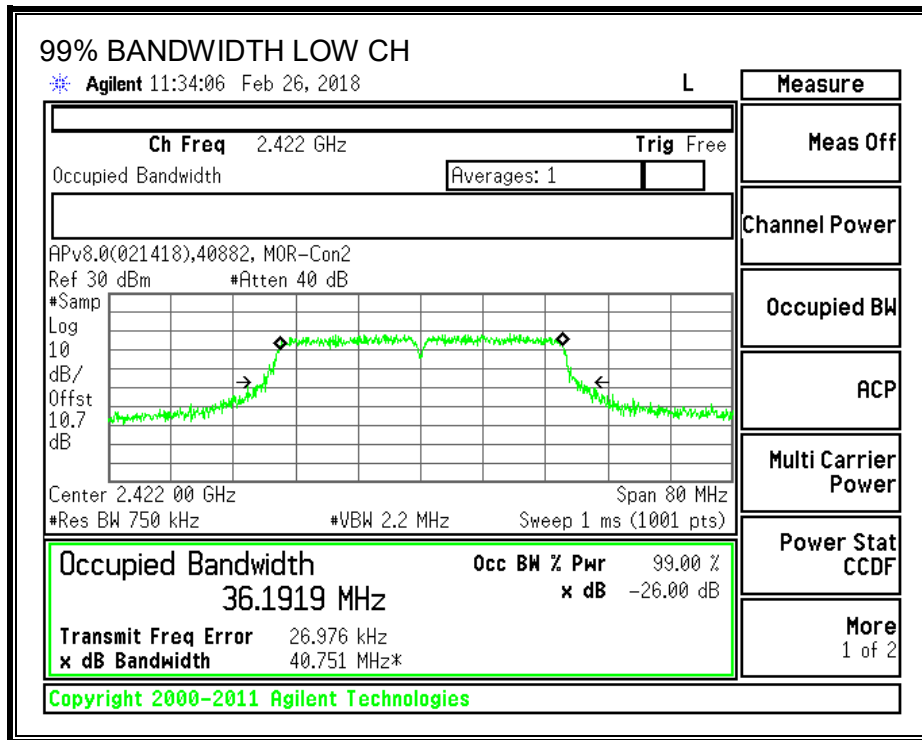 99% BANDWIDTH LOW CH
Agilent 11:34:06 Feb 26, 2018 L
Measure
Ch Freq 2.422 GHz Trig Free
Occupied Bandwidth Averages: 1
APv8.0(021418),40882, MOR-Con2
Ref 30 dBm #Atten 40 dB
#Samp
Log
10
dB/
Offst
10.7
dB
Center 2.422 00 GHz Span 80 MHz
#Res BW 750 kHz #VBW 2.2 MHz Sweep 1 ms (1001 pts)
Occupied Bandwidth Occ BW % Pwr 99.00 %
36.1919 MHz x dB -26.00 dB
Transmit Freq Error 26.976 kHz
x dB Bandwidth 40.751 MHz*
Meas Off
Channel Power
Occupied BW
ACP
Multi Carrier
Power
Power Stat
CCDF
More
1 of 2
Copyright 2000-2011 Agilent Technologies